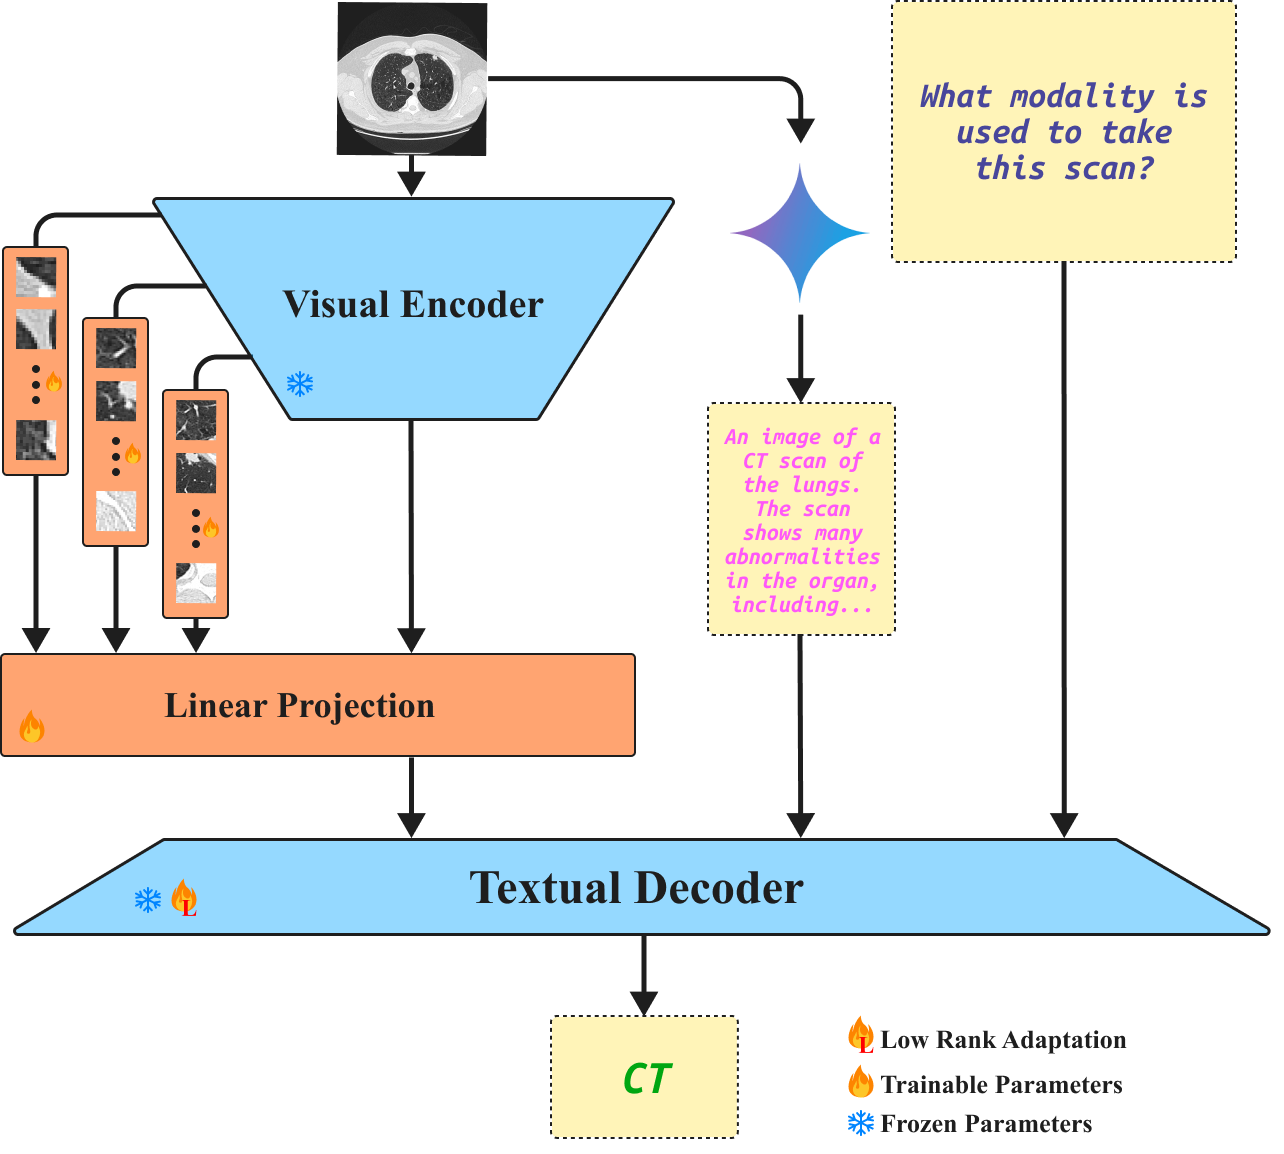 What modality is
used to take
this scan?
Visual Encoder
An image of a
CT scan of
the lungs.
The scan
shows many
abnormalities
in the organ,
including...
Linear Projection
Textual Decoder
L
CT
L Low Rank Adaptation
Trainable Parameters
Frozen Parameters